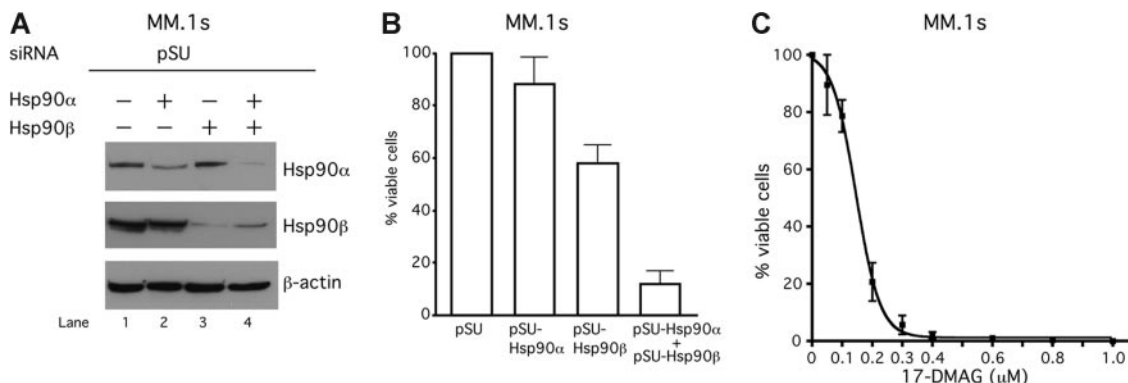 A
MM.1s
siRNA
pSU
Hsp90α
− + − +
Hsp90β
− − + +
Hsp90α
Hsp90β
β-actin
Lane
1 2 3 4
B
MM.1s
% viable cells
100
80
60
40
20
0
pSU
pSU-
Hsp90α
pSU-
Hsp90β
pSU-Hsp90α
+
pSU-Hsp90β
C
MM.1s
% viable cells
100
80
60
40
20
0
0 0.1 0.2 0.3 0.4 0.6 0.8 1.0
17-DMAG (μM)